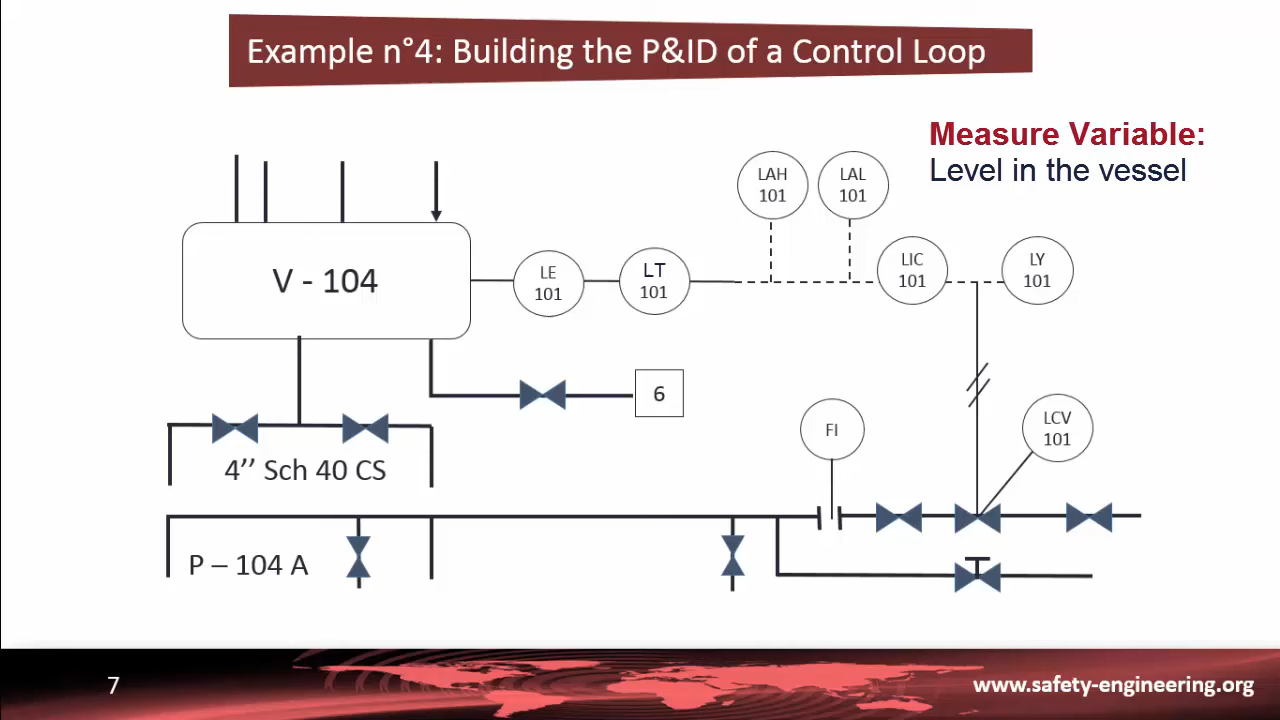 Example n°4: Building the P&ID of a Control Loop
Measure Variable:
Level in the vessel
LAH
101
LAL
101
V - 104
LE
101
LT
101
LIC
101
LY
101
6
FI
LCV
101
4’’ Sch 40 CS
P – 104 A
7
www.safety-engineering.org